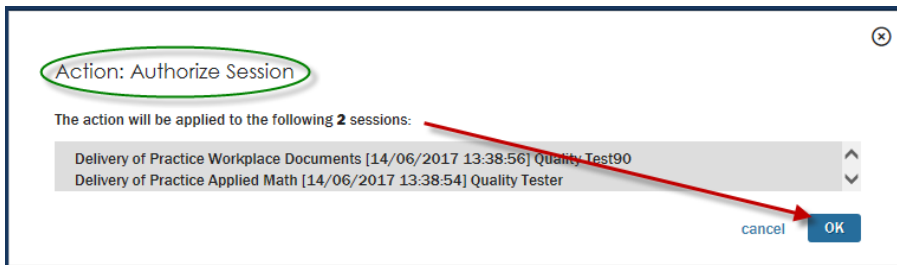 Action: Authorize Session
The action will be applied to the following 2 sessions:
Delivery of Practice Workplace Documents [14/06/2017 13:38:56] Quality Test90
Delivery of Practice Applied Math [14/06/2017 13:38:54] Quality Tester
cancel OK